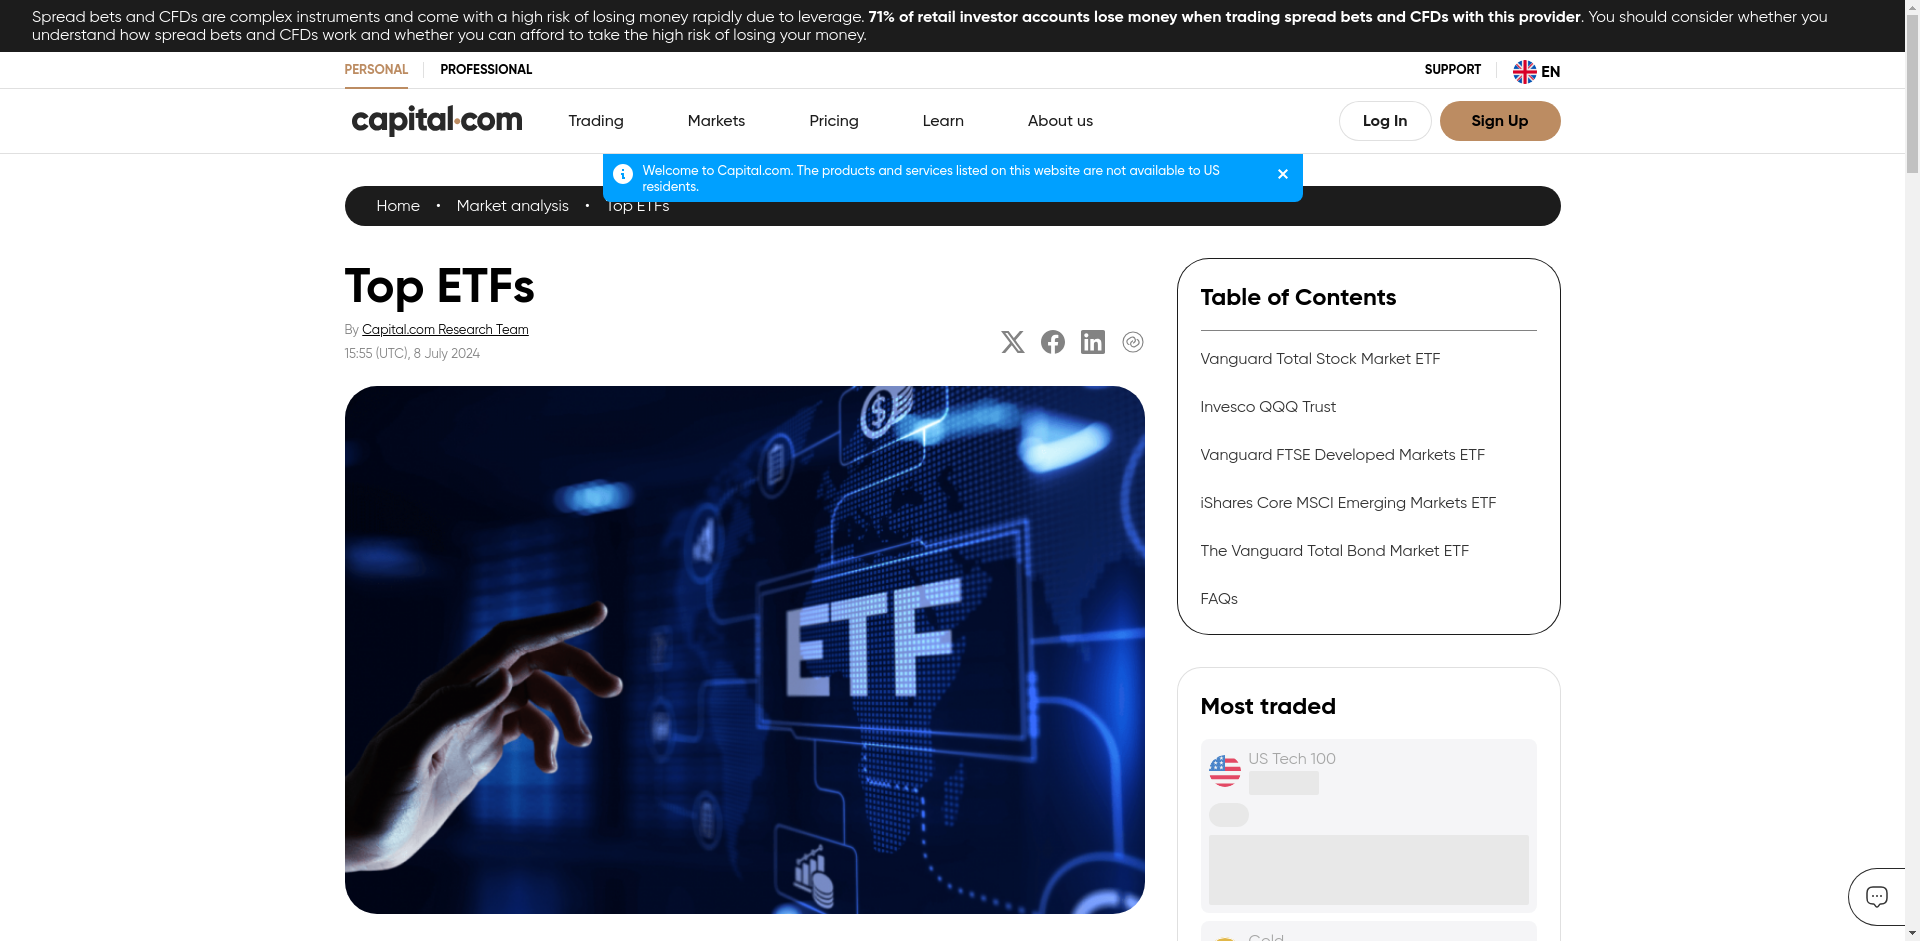 Spread bets and CFDs are complex instruments and come with a high risk of losing money rapidly due to leverage. 71% of retail investor accounts lose money when trading spread bets and CFDs with this provider. You should consider whether you
understand how spread bets and CFDs work and whether you can afford to take the high risk of losing your money.
PERSONAL PROFESSIONAL SUPPORT EN
capital.com Trading Markets Pricing Learn About us Log In Sign Up
Welcome to Capital.com. The products and services listed on this website are not available to US
residents.
Home • Market analysis • Top ETFs
Top ETFs
By Capital.com Research Team
15:55 (UTC), 8 July 2024
ETF
Table of Contents
Vanguard Total Stock Market ETF
Invesco QQQ Trust
Vanguard FTSE Developed Markets ETF
iShares Core MSCI Emerging Markets ETF
The Vanguard Total Bond Market ETF
FAQs
Most traded
US Tech 100
Gold